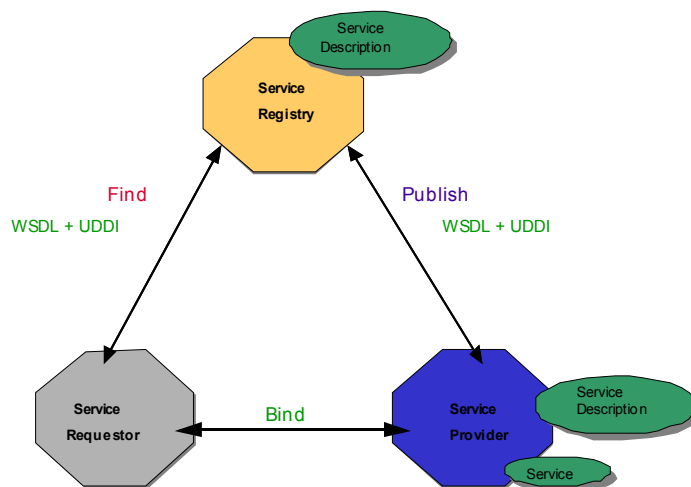 Service
Description
Service
Registry
Find
Publish
WSDL + UDDI
WSDL + UDDI
Service
Requestor
Bind
Service
Provider
Service
Description
Service